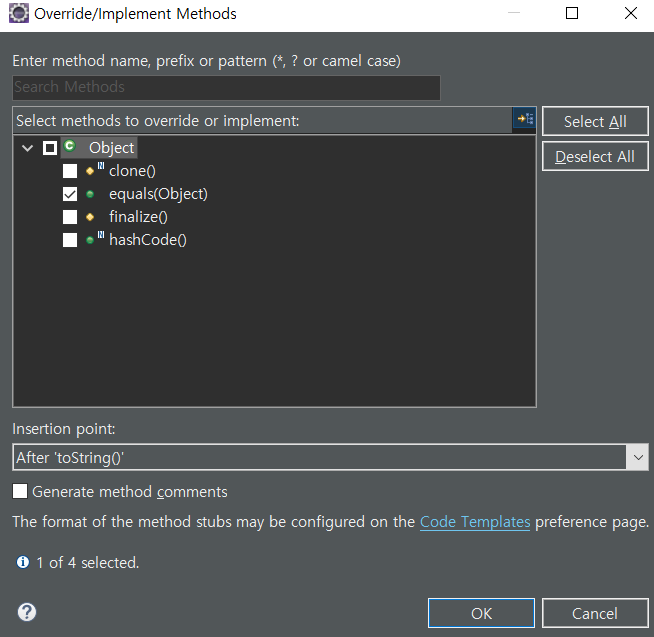 Override/Implement Methods
Enter method name, prefix or pattern (*, ? or camel case)
Search Methods
Select methods to override or implement:
Select All
Deselect All
Object
clone()
equals(Object)
finalize()
hashCode()
Insertion point:
After 'toString()'
Generate method comments
The format of the method stubs may be configured on the Code Templates preference page.
1 of 4 selected.
OK
Cancel